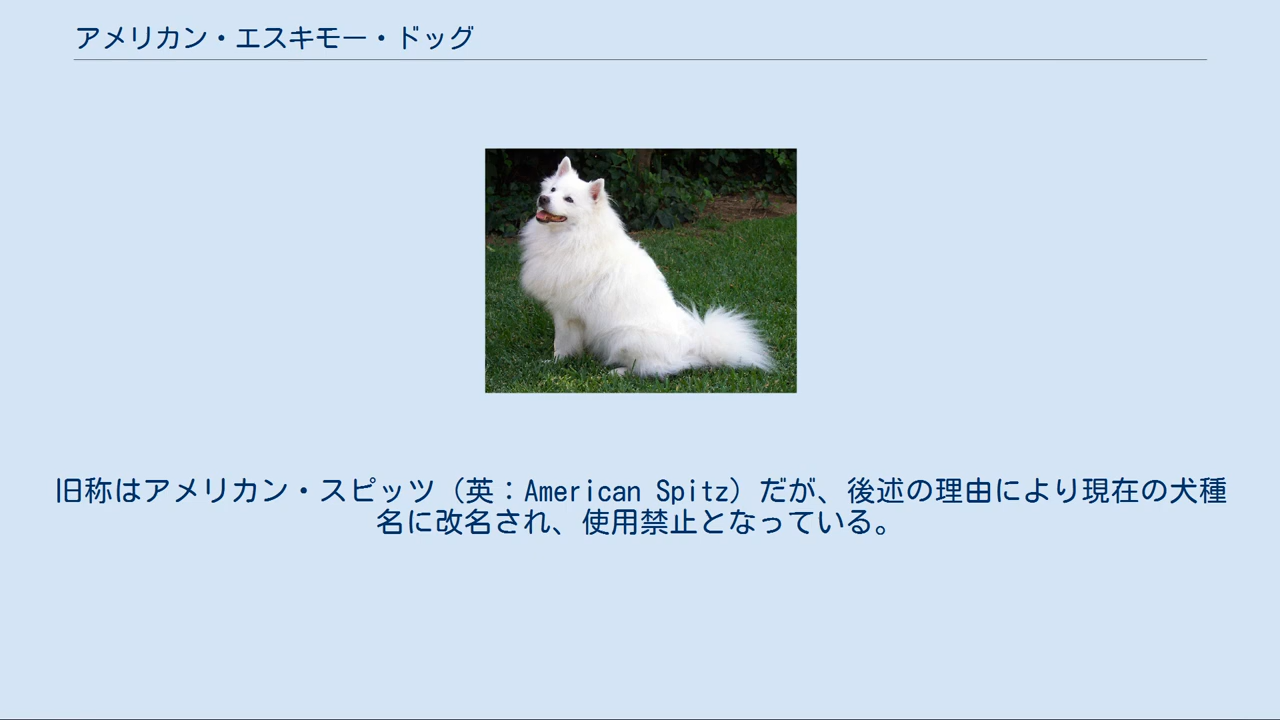 アメリカン・エスキモー・ドッグ
旧称はアメリカン・スピッツ（英：American Spitz）だが、後述の理由により現在の犬種
名に改名され、使用禁止となっている。